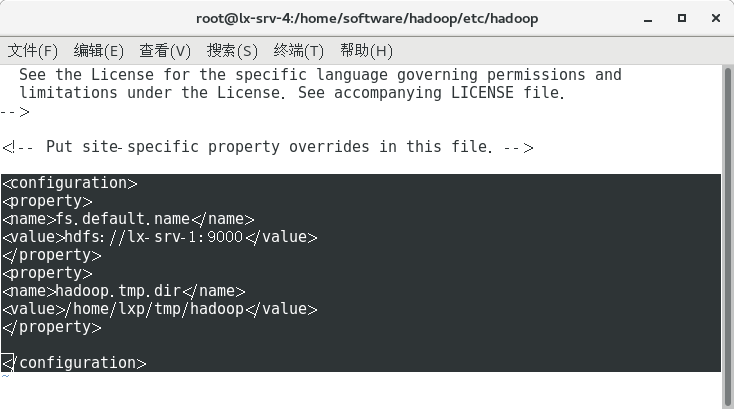 root@lx-srv-4:/home/software/hadoop/etc/hadoop
文件(F) 编辑(E) 查看(V) 搜索(S) 终端(T) 帮助(H)
See the License for the specific language governing permissions and
limitations under the License. See accompanying LICENSE file.
-->
<!-- Put site-specific property overrides in this file. -->
<configuration>
<property>
<name>fs.default.name</name>
<value>hdfs://lx-srv-1:9000</value>
</property>
<property>
<name>hadoop.tmp.dir</name>
<value>/home/lxp/tmp/hadoop</value>
</property>
</configuration>
~